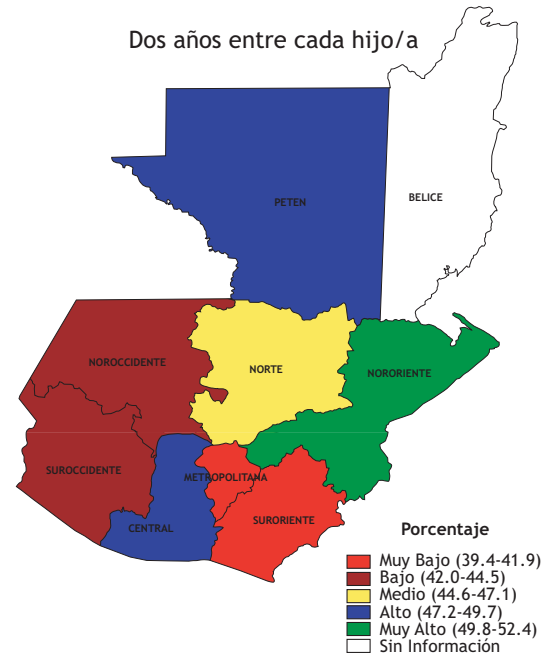 Dos años entre cada hijo/a
PETEN
BELICE
NOROCCIDENTE
NORTE
NORORIENTE
SUROCCIDENTE
METROPOLITANA
CENTRAL
SURORIENTE
Porcentaje
Muy Bajo (39.4-41.9)
Bajo (42.0-44.5)
Medio (44.6-47.1)
Alto (47.2-49.7)
Muy Alto (49.8-52.4)
Sin Información